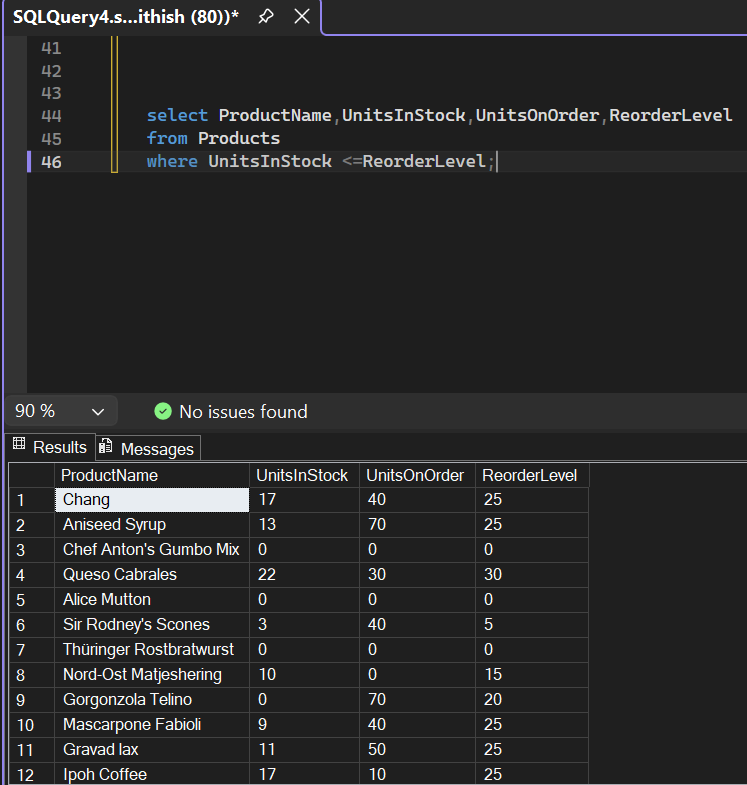 SQLQuery4.s...ithish (80))*
41
42
43
44 select ProductName,UnitsInStock,UnitsOnOrder,ReorderLevel
45 from Products
46 where UnitsInStock <=ReorderLevel;
90 % No issues found
Results Messages
ProductName UnitsInStock UnitsOnOrder ReorderLevel
1 Chang 17 40 25
2 Aniseed Syrup 13 70 25
3 Chef Anton's Gumbo Mix 0 0 0
4 Queso Cabrales 22 30 30
5 Alice Mutton 0 0 0
6 Sir Rodney's Scones 3 40 5
7 Thüringer Rostbratwurst 0 0 0
8 Nord-Ost Matjeshering 10 0 15
9 Gorgonzola Telino 0 70 20
10 Mascarpone Fabioli 9 40 25
11 Gravad lax 11 50 25
12 Ipoh Coffee 17 10 25